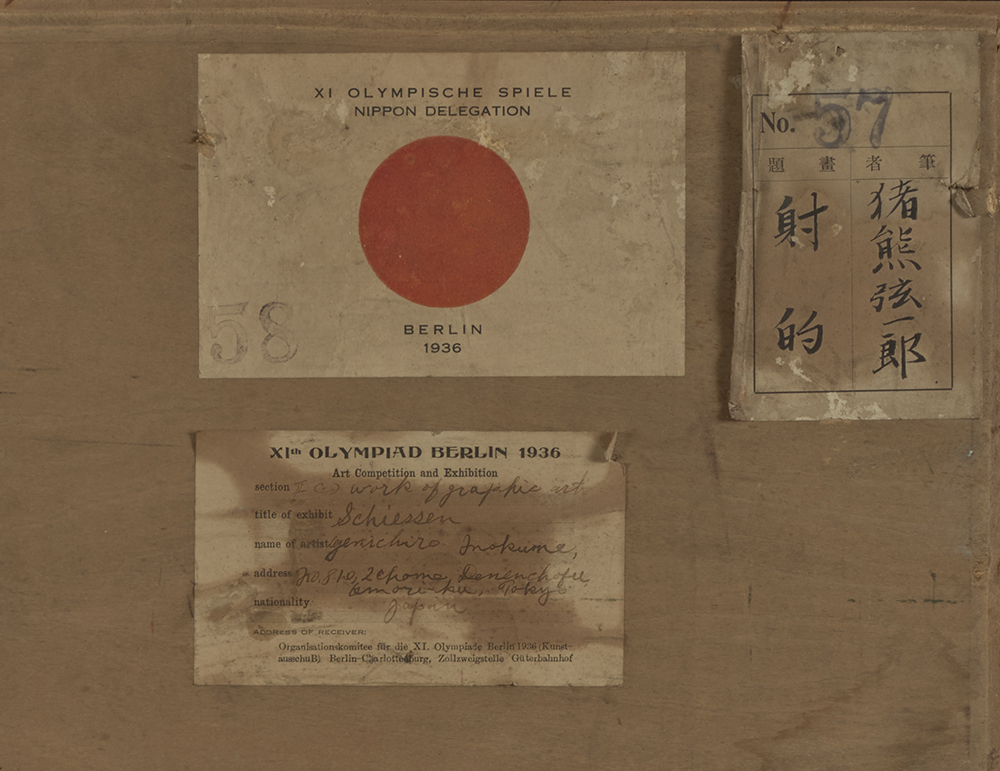 XI OLYMPISCHE SPIELE
NIPPON DELEGATION
58
BERLIN
1936
No. 57
筆者
畫題
猪熊弦一郎
射的
XIth OLYMPIAD BERLIN 1936
Art Competition and Exhibition
section work of graphic art
title of exhibit Schiessen
name of artist Genichiro Inokuma,
address No. 810, 2chome, Denenchofu
Omori-ku, Tokyo
nationality Japan
ADDRESS OF RECEIVER:
Organisationskomitee für die XI. Olympiade Berlin 1936 (Kunst-
ausschuß) Berlin-Charlottenburg, Zollzweigstelle Güterbahnhof